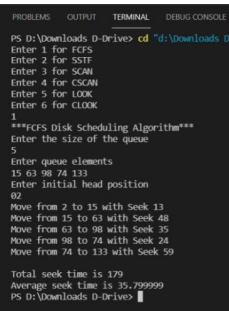 PROBLEMS OUTPUT TERMINAL DEBUG CONSOLE
PS D:\Downloads D-Drive> cd "d:\Downloads D
Enter 1 for FCFS
Enter 2 for SSTF
Enter 3 for SCAN
Enter 4 for CSCAN
Enter 5 for LOOK
Enter 6 for CLOOK
1
***FCFS Disk Scheduling Algorithm***
Enter the size of the queue
5
Enter queue elements
15 63 98 74 133
Enter initial head position
02
Move from 2 to 15 with Seek 13
Move from 15 to 63 with Seek 48
Move from 63 to 98 with Seek 35
Move from 98 to 74 with Seek 24
Move from 74 to 133 with Seek 59
Total seek time is 179
Average seek time is 35.799999
PS D:\Downloads D-Drive>